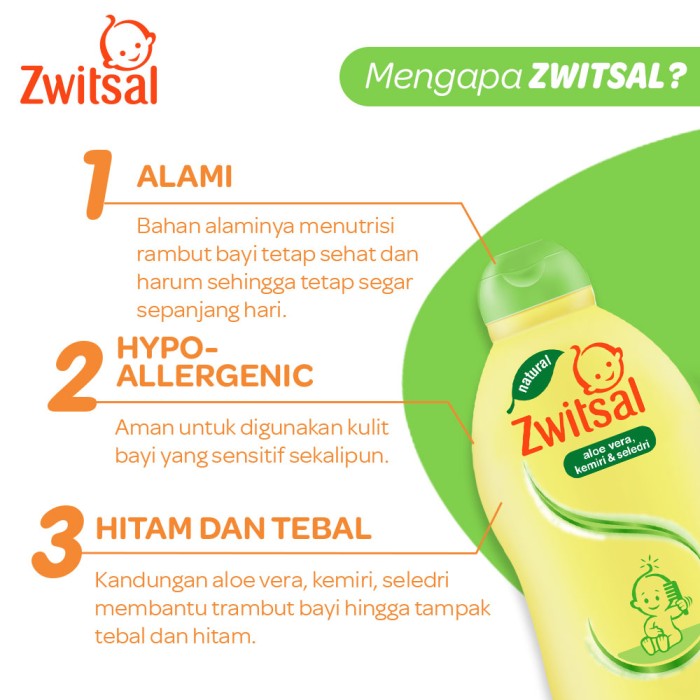 Zwitsal
Mengapa ZWITSAL?
1 ALAMI
Bahan alaminya menutrisi
rambut bayi tetap sehat dan
harum sehingga tetap segar
sepanjang hari.
2 HYPO-
ALLERGENIC
Aman untuk digunakan kulit
bayi yang sensitif sekalipun.
3 HITAM DAN TEBAL
Kandungan aloe vera, kemiri, seledri
membantu trambut bayi hingga tampak
tebal dan hitam.
natural
Zwitsal
aloe vera,
kemiri & seledri